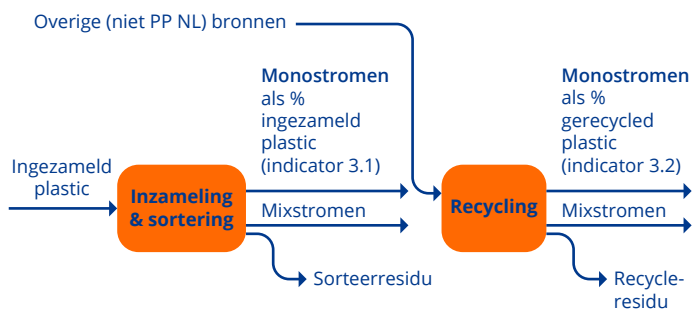 Overige (niet PP NL) bronnen
Monostromen
als %
ingezameld
plastic
(indicator 3.1)
Monostromen
als %
gerecycled
plastic
(indicator 3.2)
Ingezameld
plastic
Inzameling
& sortering
Mixstromen
Recycling
Mixstromen
Sorteerresidu
Recycle-
residu